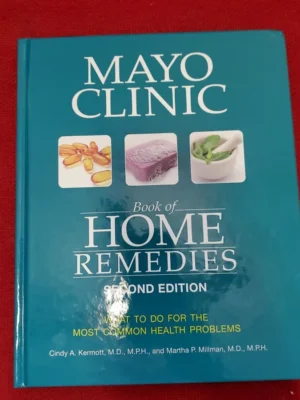 MAYO
CLINIC
Book of
HOME
REMEDIES
SECOND EDITION
WHAT TO DO FOR THE
MOST COMMON HEALTH PROBLEMS
Cindy A. Kermott, M.D., M.P.H., and Martha P. Millman, M.D., M.P.H.